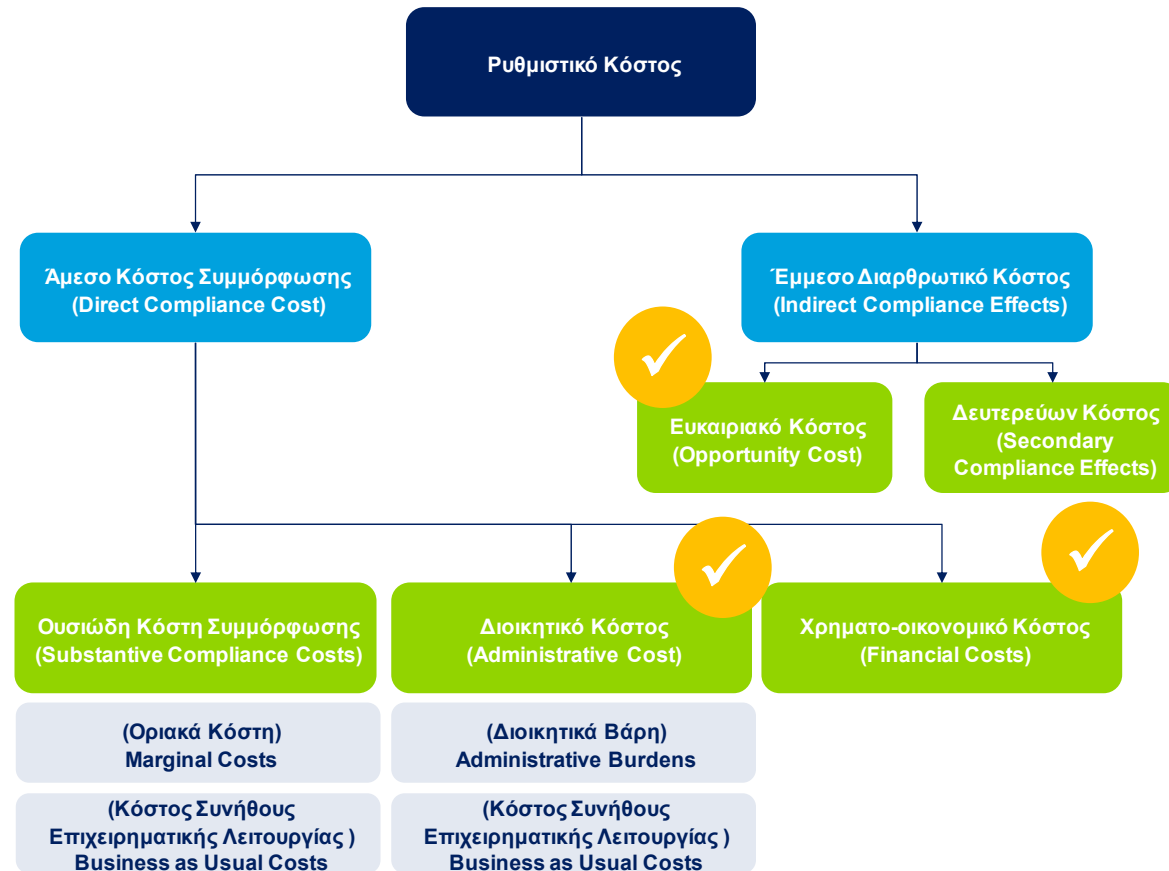 Ρυθμιστικό Κόστος
Άμεσο Κόστος Συμμόρφωσης
(Direct Compliance Cost)
Έμμεσο Διαρθρωτικό Κόστος
(Indirect Compliance Effects)
Ευκαιριακό Κόστος
(Opportunity Cost)
Δευτερεύων Κόστος
(Secondary
Compliance Effects)
Ουσιώδη Κόστη Συμμόρφωσης
(Substantive Compliance Costs)
Διοικητικό Κόστος
(Administrative Cost)
Χρηματο-οικονομικό Κόστος
(Financial Costs)
(Οριακά Κόστη)
Marginal Costs
(Διοικητικά Βάρη)
Administrative Burdens
(Κόστος Συνήθους
Επιχειρηματικής Λειτουργίας )
Business as Usual Costs
(Κόστος Συνήθους
Επιχειρηματικής Λειτουργίας )
Business as Usual Costs